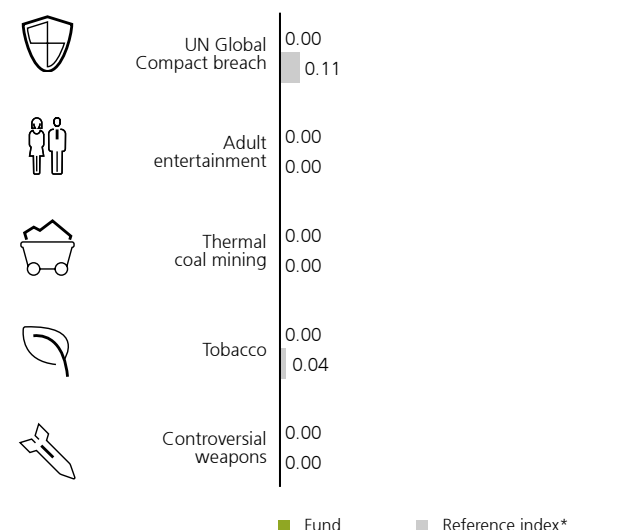 UN Global
Compact breach
0.00
0.11
Adult
entertainment
0.00
0.00
Thermal
coal mining
0.00
0.00
Tobacco
0.00
0.04
Controversial
weapons
0.00
0.00
Fund
Reference index*